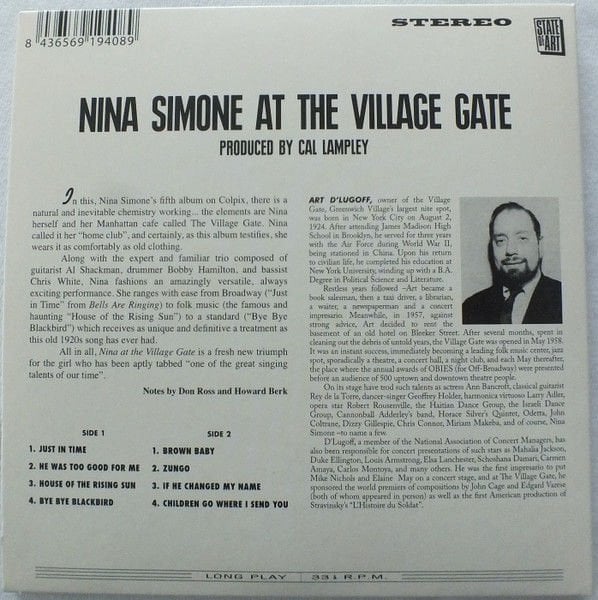 8 436569 194089
STEREO
STATE
OF
ART
NINA SIMONE AT THE VILLAGE GATE
PRODUCED BY CAL LAMPLEY
In this, Nina Simone's fifth album on Colpix, there is a
natural and inevitable chemistry working... the elements are Nina
herself and her Manhattan cafe called The Village Gate. Nina
called it her "home club", and certainly, as this album testifies, she
wears it as comfortably as old clothing.
Along with the expert and familiar trio composed of
guitarist Al Shackman, drummer Bobby Hamilton, and bassist
Chris White, Nina fashions an amazingly versatile, always
exciting performance. She ranges with ease from Broadway ("Just
in Time" from Bells Are Ringing) to folk music (the famous and
haunting "House of the Rising Sun") to a standard ("Bye Bye
Blackbird") which receives as unique and definitive a treatment as
this old 1920s song has ever had.
All in all, Nina at the Village Gate is a fresh new triumph
for the girl who has been aptly tabbed "one of the great singing
talents of our time".
Notes by Don Ross and Howard Berk
SIDE 1
1. JUST IN TIME
2. HE WAS TOO GOOD FOR ME
3. HOUSE OF THE RISING SUN
4. BYE BYE BLACKBIRD
SIDE 2
1. BROWN BABY
2. ZUNGO
3. IF HE CHANGED MY NAME
4. CHILDREN GO WHERE I SEND YOU
ART D'LUGOFF, owner of the Village
Gate, Greenwich Village's largest nite spot,
was born in New York City on August 2,
1924. After attending James Madison High
School in Brooklyn, he served for three years
with the Air Force during World War II,
being stationed in China. Upon his return
to civilian life, he completed his education at
New York University, winding up with a B.A.
Degree in Political Science and Literature.
Restless years followed –Art became a
book salesman, then a taxi driver, a librarian,
a waiter, a newspaperman and a concert
impresario. Meanwhile, in 1957, against
strong advice, Art decided to rent the
basement of an old hotel on Bleeker Street. After several months, spent in
cleaning out the debris of untold years, the Village Gate was opened in May 1958.
It was an instant success, immediately becoming a leading folk music center, jazz
spot, sporadically a theatre, a concert hall, a night club, and each May thereafter,
the place where the annual awards of OBIES (for Off-Broadway) were presented
before an audience of 500 uptown and downtown theatre people.
On its stage have trod such talents as actress Ann Bancroft, classical guitarist
Rey de la Torre, dancer-singer Geoffrey Holder, harmonica virtuoso Larry Adler,
opera star Robert Rounseville, the Haitian Dance Group, the Israeli Dance
Group, Cannonball Adderley's band, Horace Silver's Quintet, Odetta, John
Coltrane, Dizzy Gillespie, Chris Connor, Miriam Makeba, and of course, Nina
Simone –to name a few.
D'Lugoff, a member of the National Association of Concert Managers, has
also been responsible for concert presentations of such stars as Mahalia Jackson,
Duke Ellington, Louis Armstrong, Elsa Lanchester, Schoshana Damari, Carmen
Amaya, Carlos Montoya, and many others. He was the first impresario to put
Mike Nichols and Elaine May on a concert stage, and at The Village Gate, he
sponsored the world premiers of compositions by John Cage and Edgard Varese
(both of whom appeared in person) as well as the first American production of
Stravinsky's "L'Histoire du Soldat".
LONG PLAY 33⅓ R.P.M.